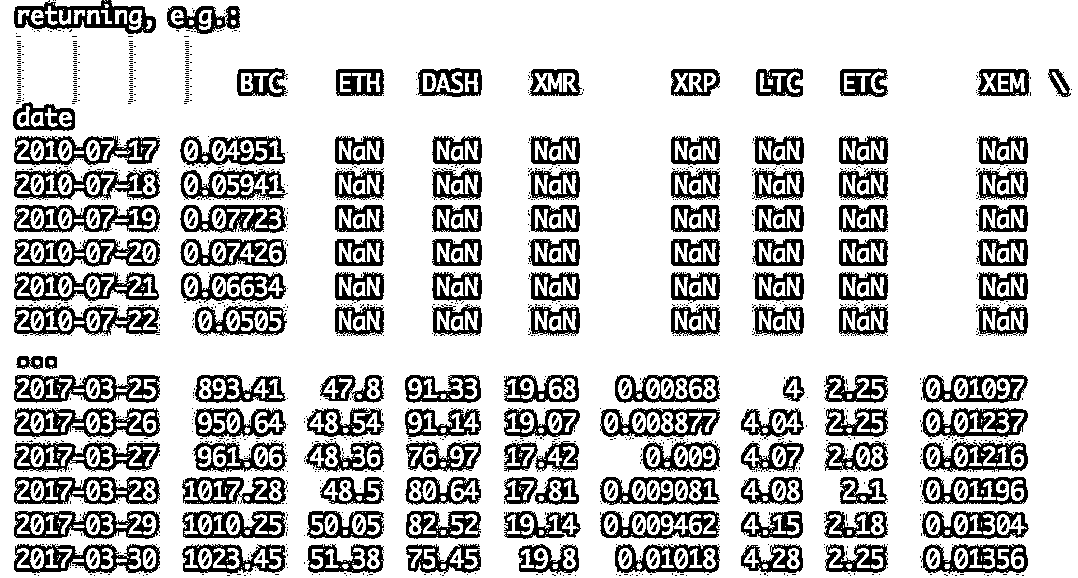 returning, e.g.:
BTC ETH DASH XMR XRP LTC ETC XEM \
date
2010-07-17 0.04951 NaN NaN NaN NaN NaN NaN NaN
2010-07-18 0.05941 NaN NaN NaN NaN NaN NaN NaN
2010-07-19 0.07723 NaN NaN NaN NaN NaN NaN NaN
2010-07-20 0.07426 NaN NaN NaN NaN NaN NaN NaN
2010-07-21 0.06634 NaN NaN NaN NaN NaN NaN NaN
2010-07-22 0.0505 NaN NaN NaN NaN NaN NaN NaN
...
2017-03-25 893.41 47.8 91.33 19.68 0.00868 4 2.25 0.01097
2017-03-26 950.64 48.54 91.14 19.07 0.008877 4.04 2.25 0.01237
2017-03-27 961.06 48.36 76.97 17.42 0.009 4.07 2.08 0.01216
2017-03-28 1017.28 48.5 80.64 17.81 0.009081 4.08 2.1 0.01196
2017-03-29 1010.25 50.05 82.52 19.14 0.009462 4.15 2.18 0.01304
2017-03-30 1023.45 51.38 75.45 19.8 0.01018 4.28 2.25 0.01356